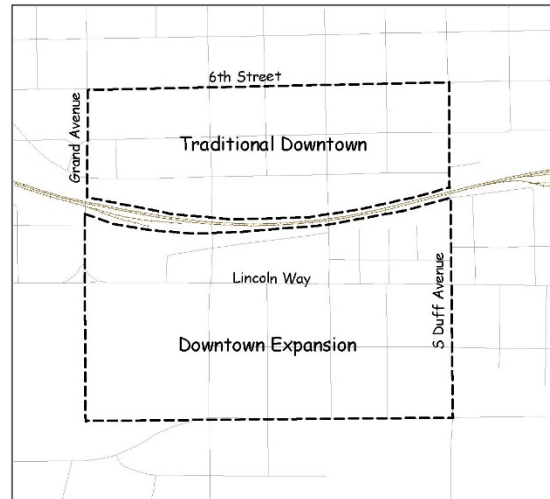 6th Street
Grand Avenue
Traditional Downtown
Lincoln Way
S Duff Avenue
Downtown Expansion